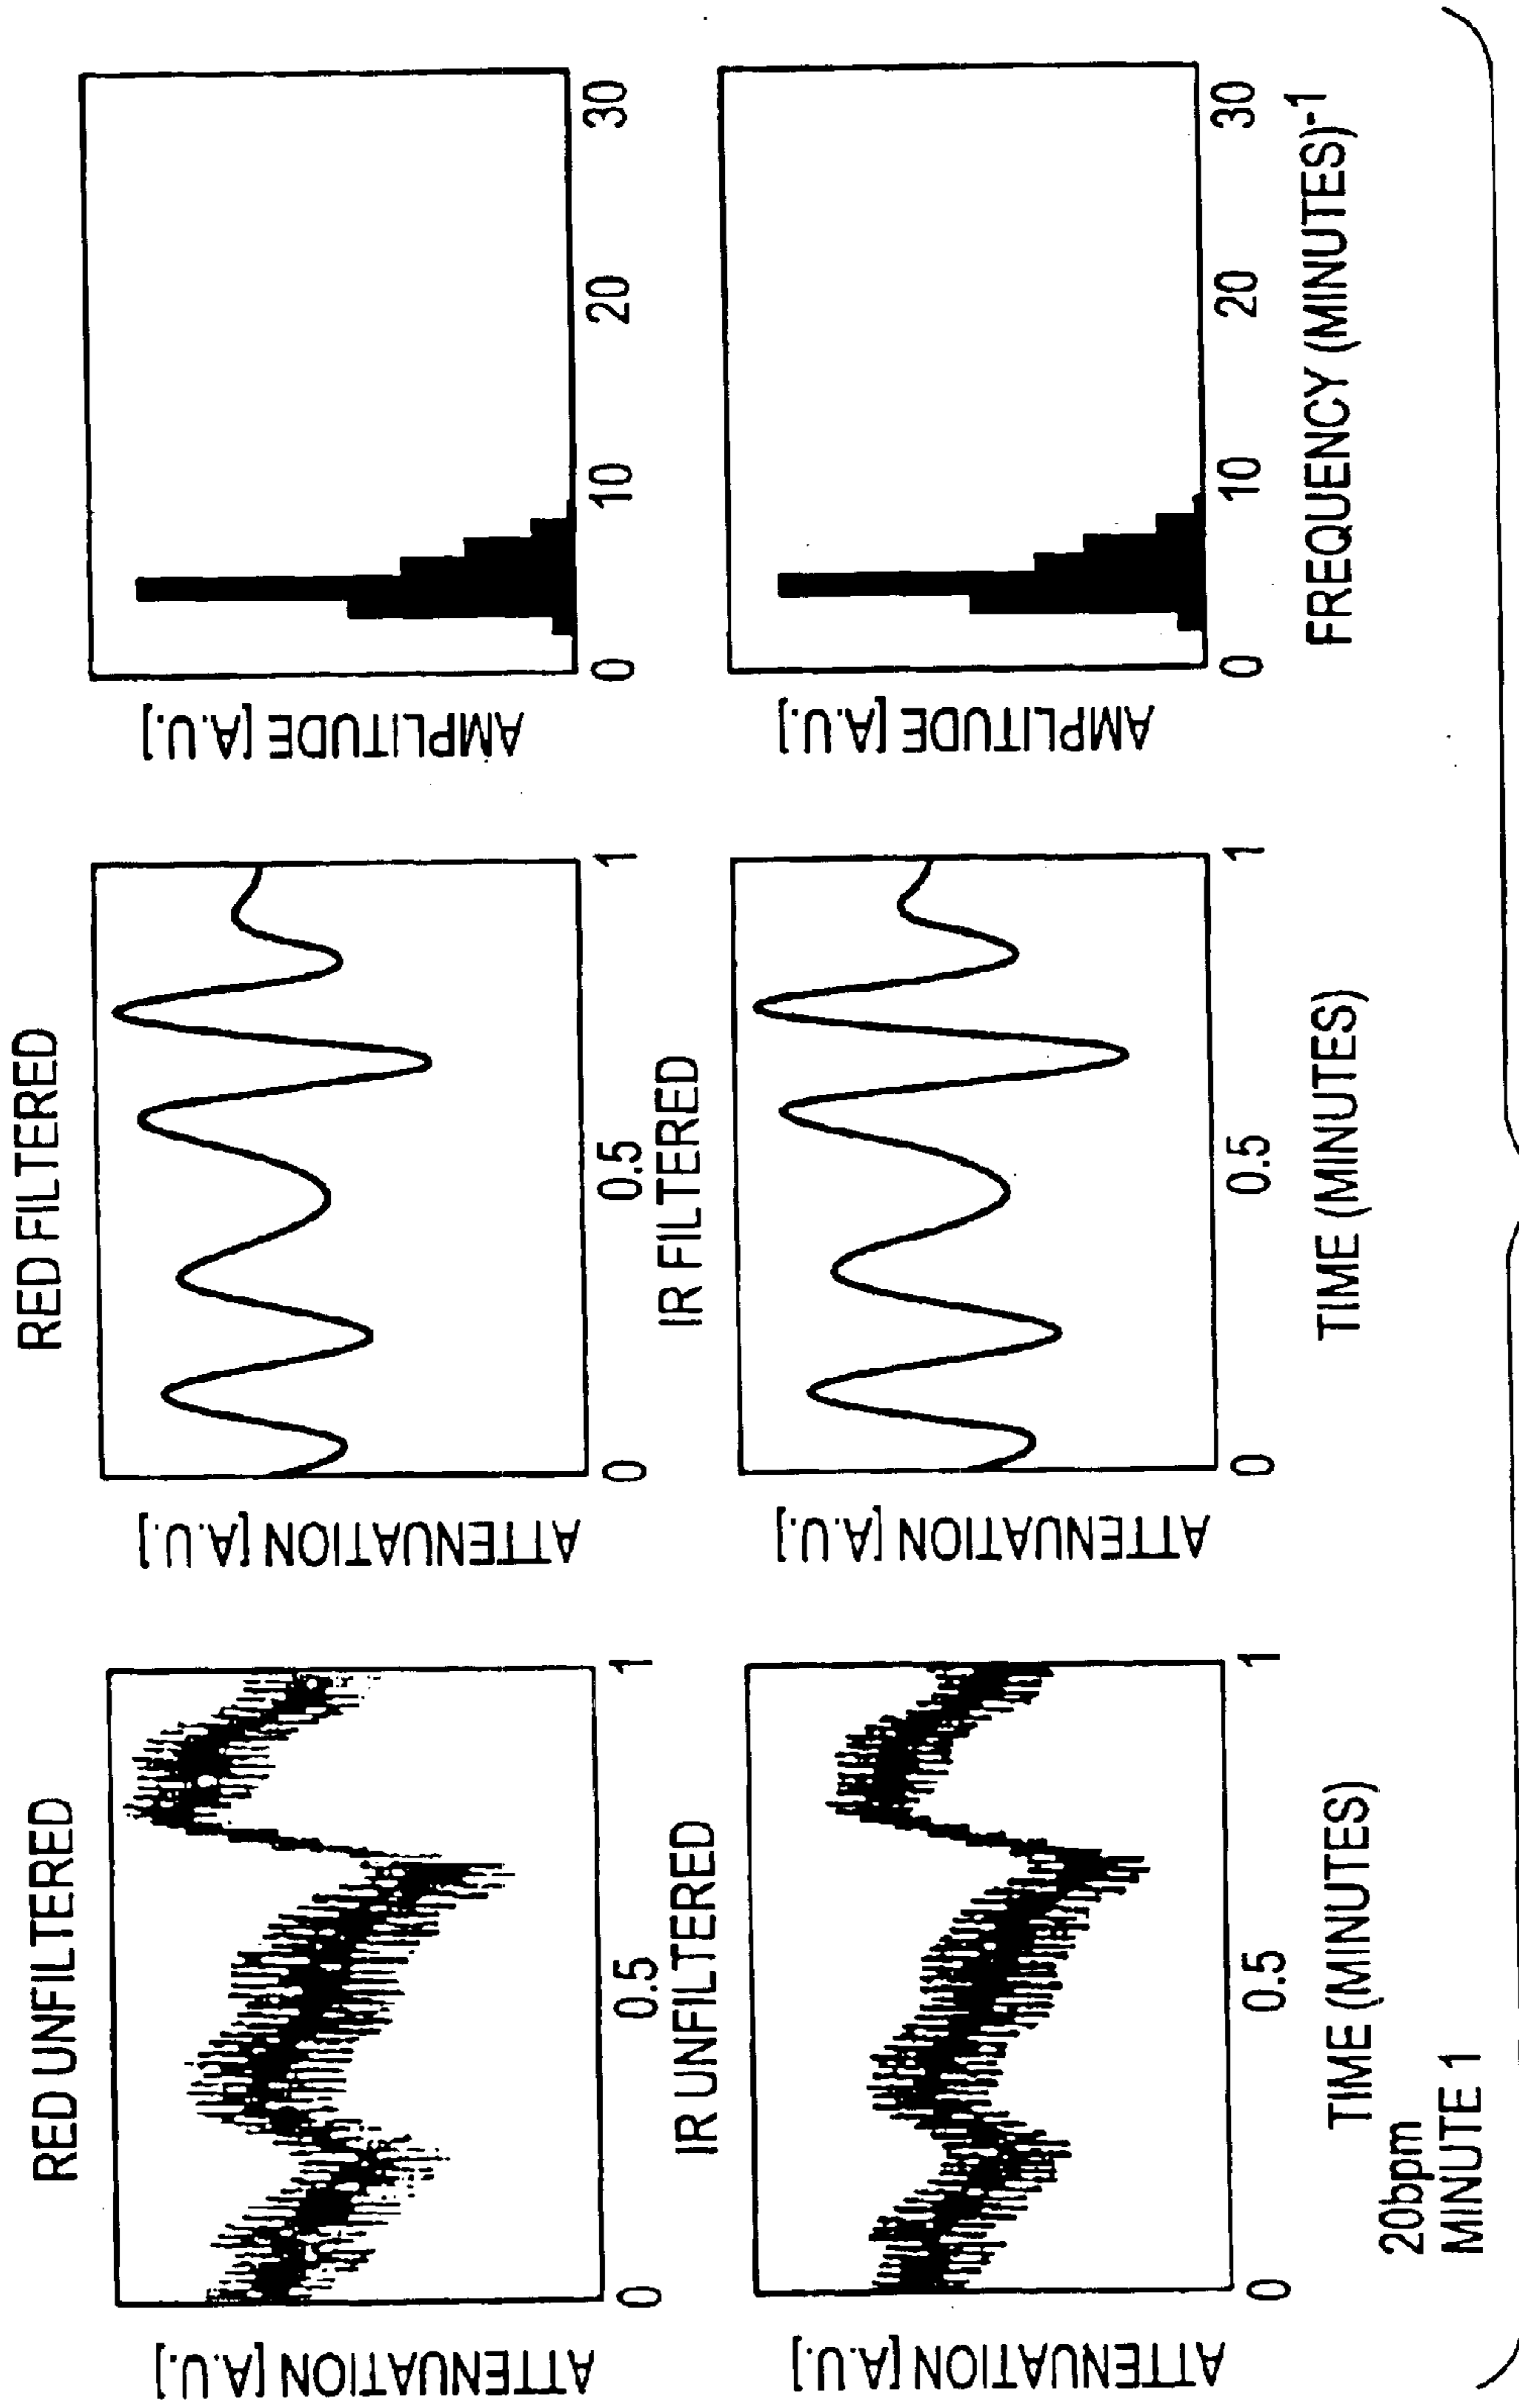 RED UNFILTERED
RED FILTERED
ATTENUATION [A.U.]
ATTENUATION [A.U.]
AMPLITUDE [A.U.]
0
0.5
1
0
0.5
1
0
10
20
30
IR UNFILTERED
IR FILTERED
ATTENUATION [A.U.]
ATTENUATION [A.U.]
AMPLITUDE [A.U.]
0
0.5
1
0
0.5
1
0
10
20
30
TIME (MINUTES)
TIME (MINUTES)
FREQUENCY (MINUTES)-1
20bpm
MINUTE 1